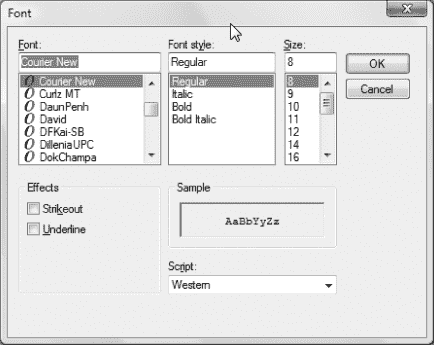 Font
Font: Font style: Size:
Courier New Regular 8 OK
Courier New Regular 8 Cancel
Curlz MT Italic 9
DaunPenh Bold 10
David Bold Italic 11
DFKai-SB 12
DilleniaUPC 14
DokChampa 16
Effects Sample
Strikeout AaBbYyZz
Underline
Script:
Western